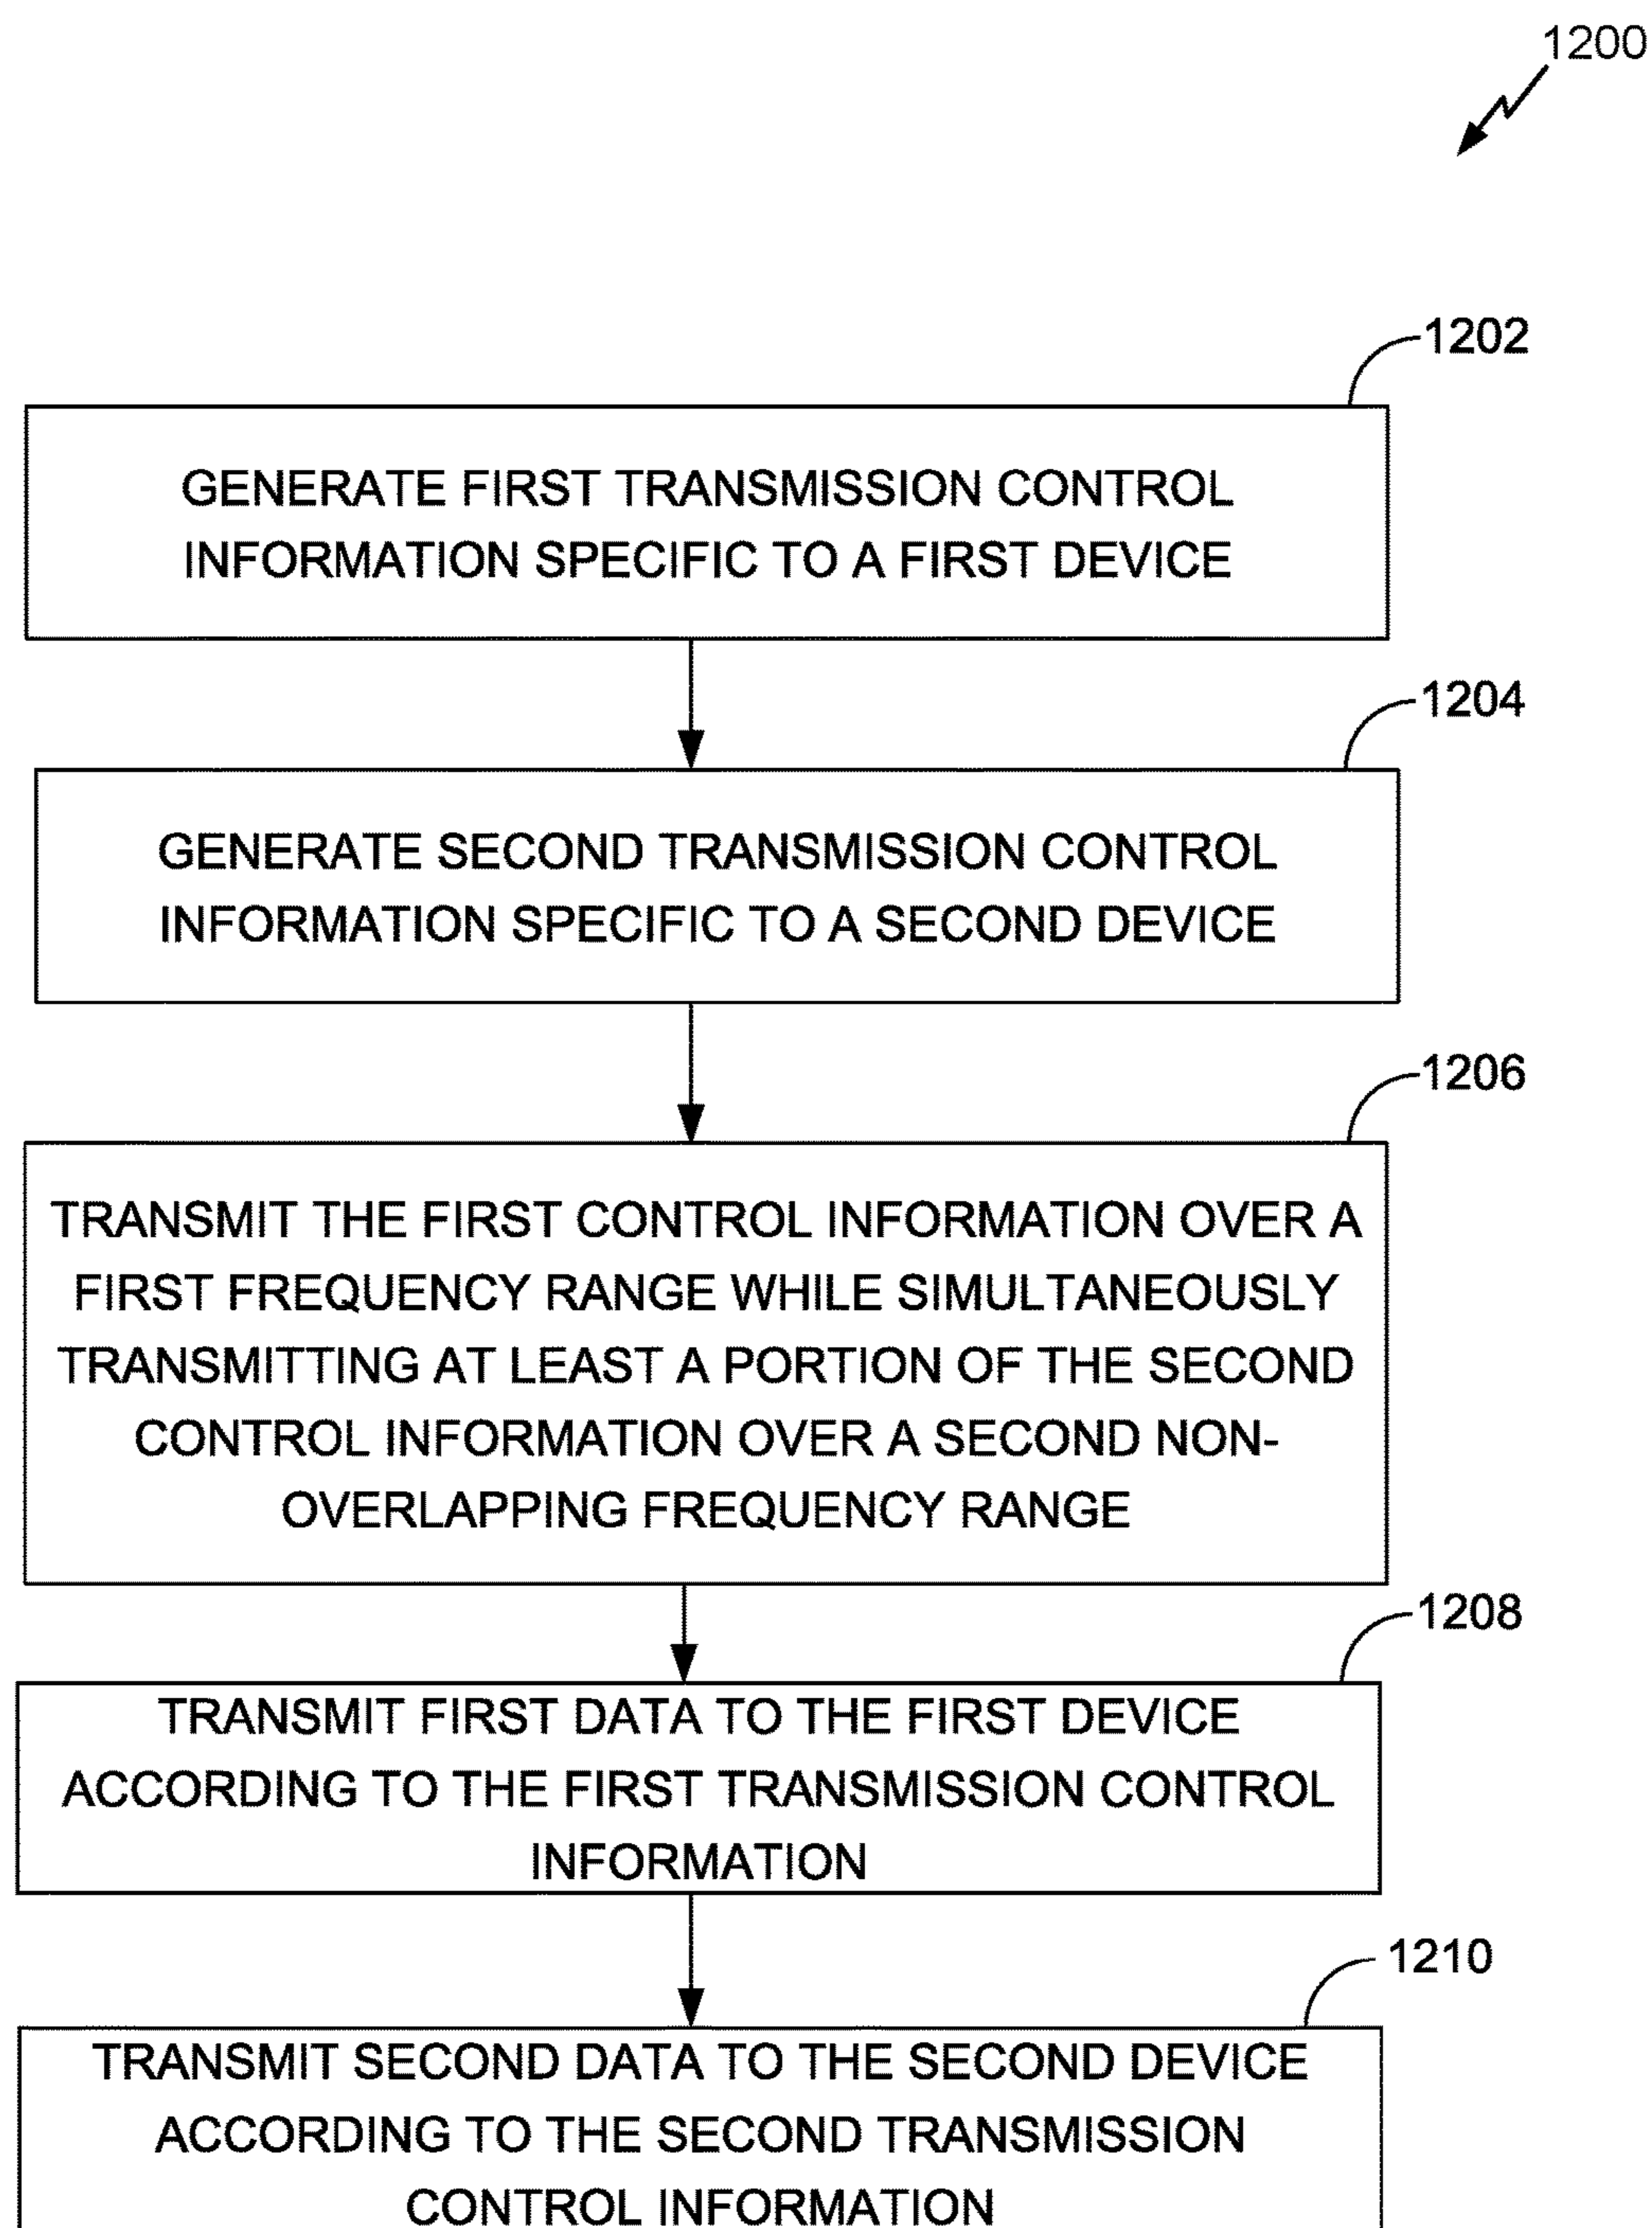 1200
1202
GENERATE FIRST TRANSMISSION CONTROL
INFORMATION SPECIFIC TO A FIRST DEVICE
1204
GENERATE SECOND TRANSMISSION CONTROL
INFORMATION SPECIFIC TO A SECOND DEVICE
1206
TRANSMIT THE FIRST CONTROL INFORMATION OVER A
FIRST FREQUENCY RANGE WHILE SIMULTANEOUSLY
TRANSMITTING AT LEAST A PORTION OF THE SECOND
CONTROL INFORMATION OVER A SECOND NON-
OVERLAPPING FREQUENCY RANGE
1208
TRANSMIT FIRST DATA TO THE FIRST DEVICE
ACCORDING TO THE FIRST TRANSMISSION CONTROL
INFORMATION
1210
TRANSMIT SECOND DATA TO THE SECOND DEVICE
ACCORDING TO THE SECOND TRANSMISSION
CONTROL INFORMATION